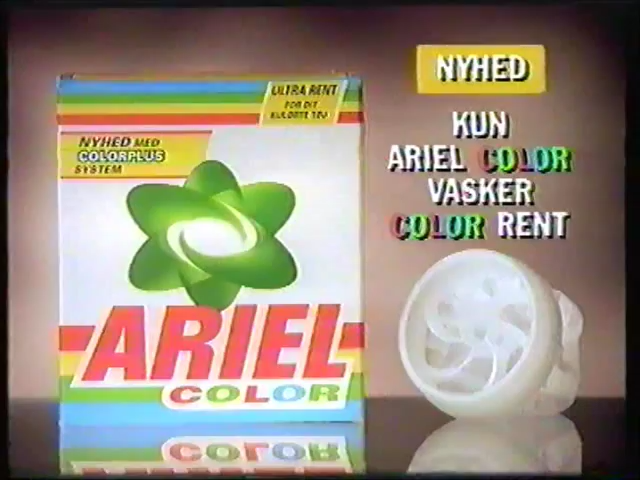 ULTRA RENT
FOR DIT
KULØRTE TØJ
NYHED MED
COLORPLUS
SYSTEM
ARIEL
COLOR
NYHED
KUN
ARIEL COLOR
VASKER
COLOR RENT